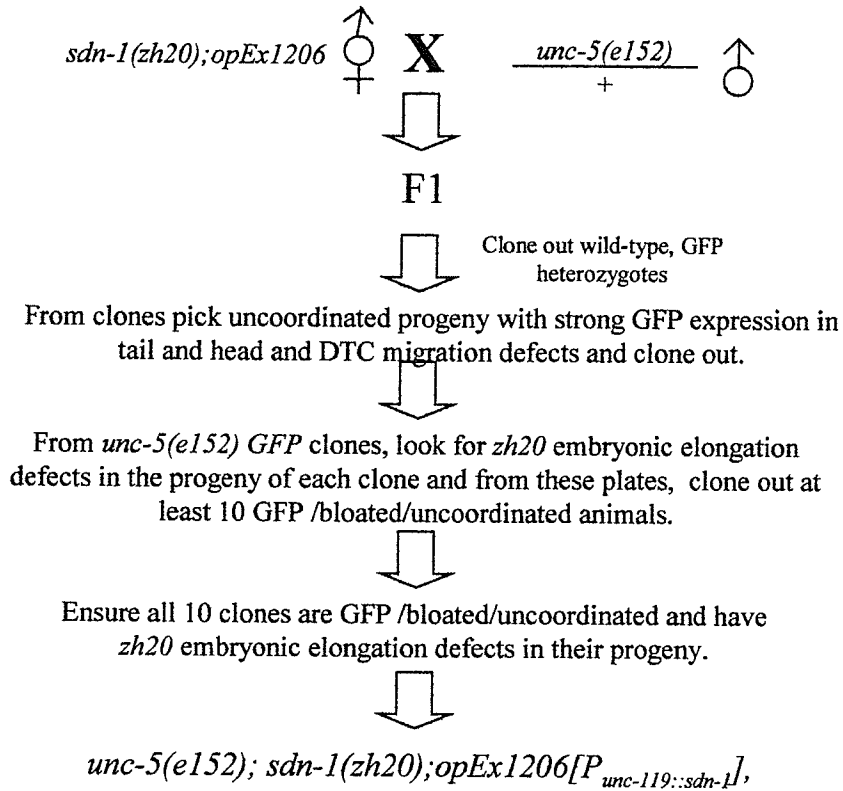 sdn-1(zh20);opEx1206 X unc-5(e152)
+
F1
Clone out wild-type, GFP
heterozygotes
From clones pick uncoordinated progeny with strong GFP expression in
tail and head and DTC migration defects and clone out.
From unc-5(e152) GFP clones, look for zh20 embryonic elongation
defects in the progeny of each clone and from these plates, clone out at
least 10 GFP /bloated/uncoordinated animals.
Ensure all 10 clones are GFP /bloated/uncoordinated and have
zh20 embryonic elongation defects in their progeny.
unc-5(e152); sdn-1(zh20);opEx1206[P unc-119::sdn-1],